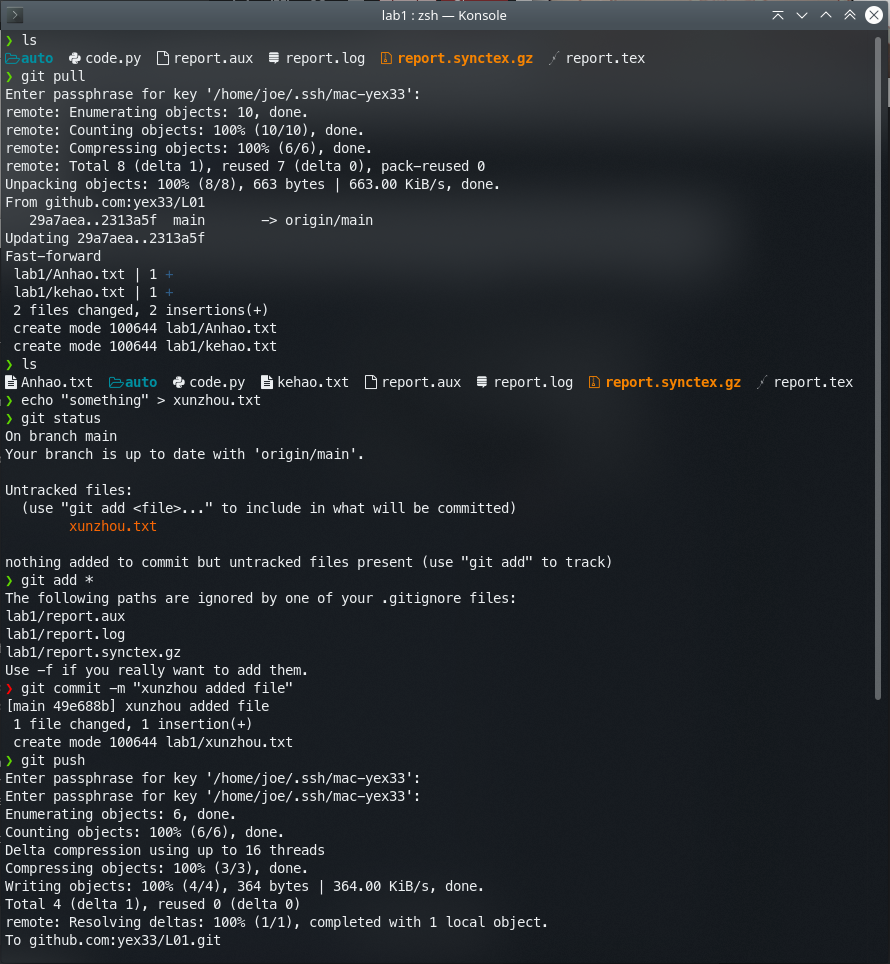 lab1 : zsh — Konsole
❯ ls
auto code.py report.aux report.log report.synctex.gz report.tex
❯ git pull
Enter passphrase for key '/home/joe/.ssh/mac-yex33':
remote: Enumerating objects: 10, done.
remote: Counting objects: 100% (10/10), done.
remote: Compressing objects: 100% (6/6), done.
remote: Total 8 (delta 1), reused 7 (delta 0), pack-reused 0
Unpacking objects: 100% (8/8), 663 bytes | 663.00 KiB/s, done.
From github.com:yex33/L01
   29a7aea..2313a5f  main       -> origin/main
Updating 29a7aea..2313a5f
Fast-forward
 lab1/Anhao.txt | 1 +
 lab1/kehao.txt | 1 +
 2 files changed, 2 insertions(+)
 create mode 100644 lab1/Anhao.txt
 create mode 100644 lab1/kehao.txt
❯ ls
Anhao.txt auto code.py kehao.txt report.aux report.log report.synctex.gz report.tex
❯ echo "something" > xunzhou.txt
❯ git status
On branch main
Your branch is up to date with 'origin/main'.

Untracked files:
  (use "git add <file>..." to include in what will be committed)
        xunzhou.txt

nothing added to commit but untracked files present (use "git add" to track)
❯ git add *
The following paths are ignored by one of your .gitignore files:
lab1/report.aux
lab1/report.log
lab1/report.synctex.gz
Use -f if you really want to add them.
❯ git commit -m "xunzhou added file"
[main 49e688b] xunzhou added file
 1 file changed, 1 insertion(+)
 create mode 100644 lab1/xunzhou.txt
❯ git push
Enter passphrase for key '/home/joe/.ssh/mac-yex33':
Enter passphrase for key '/home/joe/.ssh/mac-yex33':
Enumerating objects: 6, done.
Counting objects: 100% (6/6), done.
Delta compression using up to 16 threads
Compressing objects: 100% (3/3), done.
Writing objects: 100% (4/4), 364 bytes | 364.00 KiB/s, done.
Total 4 (delta 1), reused 0 (delta 0)
remote: Resolving deltas: 100% (1/1), completed with 1 local object.
To github.com:yex33/L01.git